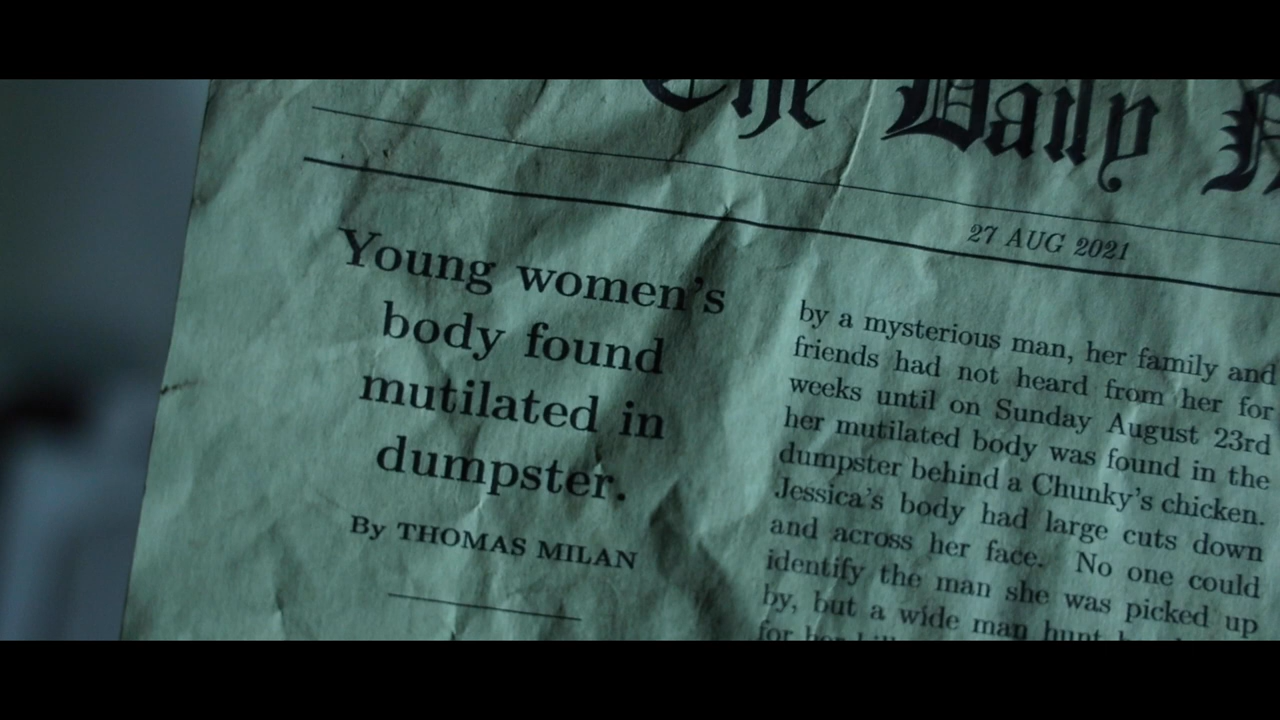 The Daily
27 AUG 2021
Young women's
body found
mutilated in
dumpster.
By THOMAS MILAN
by a mysterious man, her family and
friends had not heard from her for
weeks until on Sunday August 23rd
her mutilated body was found in the
dumpster behind a Chunky's chicken.
Jessica's body had large cuts down
and across her face. No one could
identify the man she was picked up
by, but a wide man hunt
for her